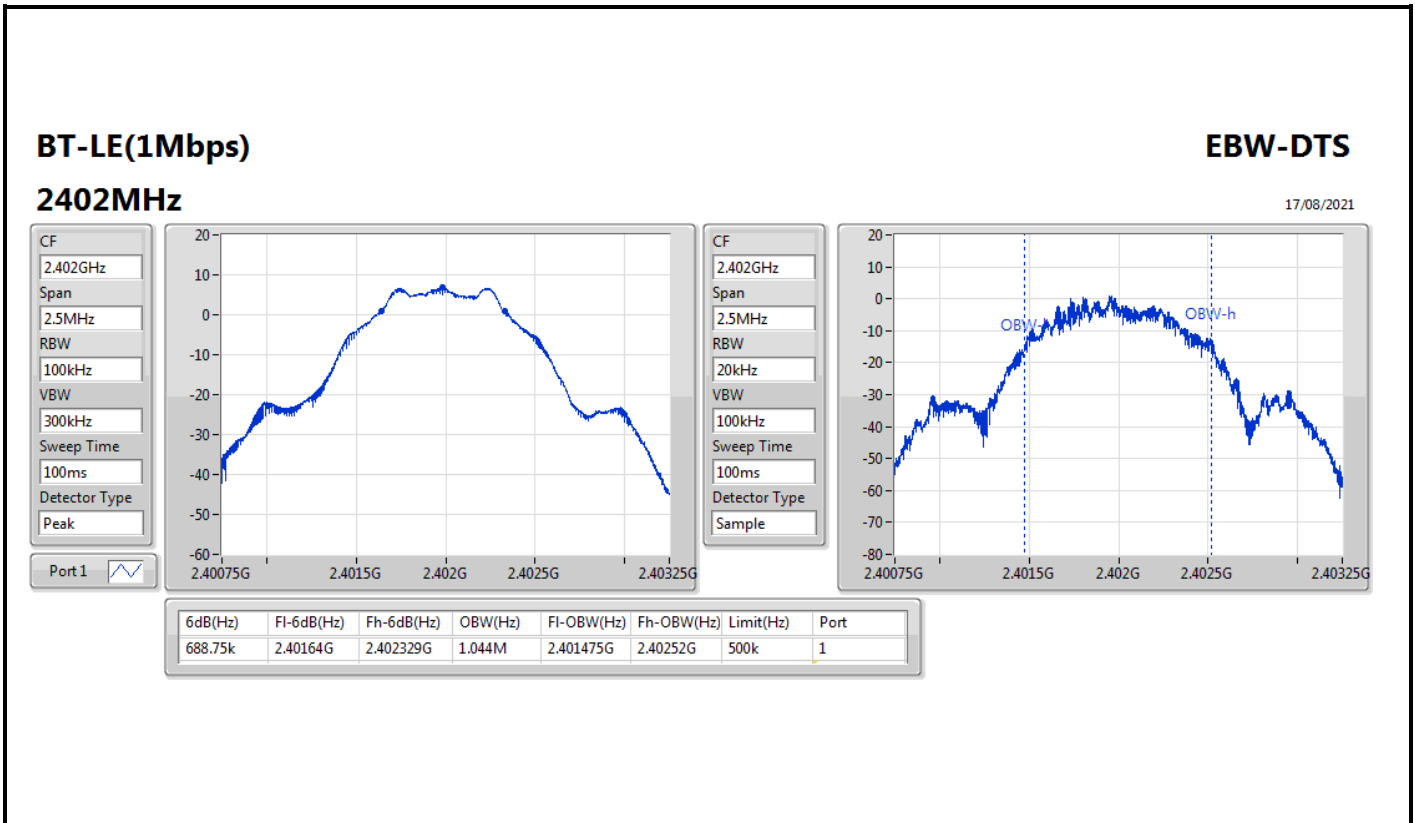 BT-LE(1Mbps)
EBW-DTS
2402MHz
17/08/2021
CF
2.402GHz
Span
2.5MHz
RBW
100kHz
VBW
300kHz
Sweep Time
100ms
Detector Type
Peak
Port 1
20
10
0
-10
-20
-30
-40
-50
-60
2.40075G 2.4015G 2.402G 2.4025G 2.40325G
CF
2.402GHz
Span
2.5MHz
RBW
20kHz
VBW
100kHz
Sweep Time
100ms
Detector Type
Sample
20
10
0
-10
-20
-30
-40
-50
-60
-70
-80
OBW-
OBW-h
2.40075G 2.4015G 2.402G 2.4025G 2.40325G
6dB(Hz) Fl-6dB(Hz) Fh-6dB(Hz) OBW(Hz) Fl-OBW(Hz) Fh-OBW(Hz) Limit(Hz) Port
688.75k 2.40164G 2.402329G 1.044M 2.401475G 2.40252G 500k 1